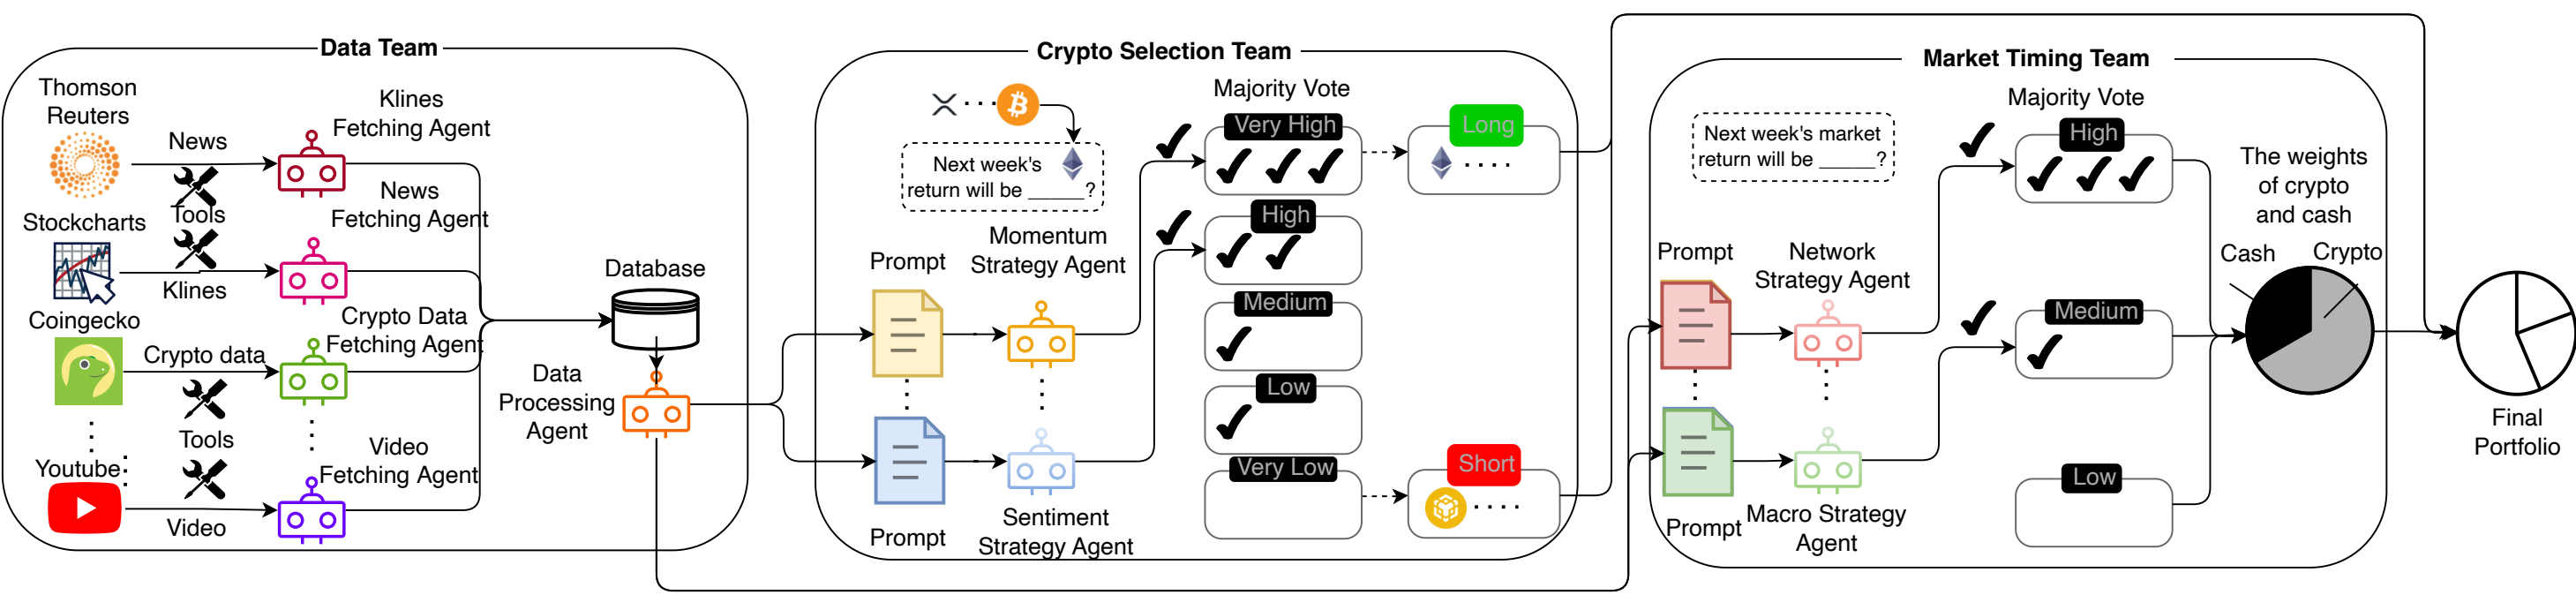 Data Team
Thomson
Reuters
News
Klines
Fetching Agent
Tools
News
Fetching Agent
Stockcharts
Klines
Coingecko
Crypto data
Crypto Data
Fetching Agent
Tools
Youtube
Video
Video
Fetching Agent
Database
Data
Processing
Agent
Crypto Selection Team
Next week's
return will be ______?
Prompt
Momentum
Strategy Agent
Prompt
Sentiment
Strategy Agent
Majority Vote
Very High
High
Medium
Low
Very Low
Long
Short
Market Timing Team
Next week's market
return will be ______?
Prompt
Network
Strategy Agent
Prompt
Macro Strategy
Agent
Majority Vote
High
Medium
Low
The weights
of crypto
and cash
Cash
Crypto
Final
Portfolio